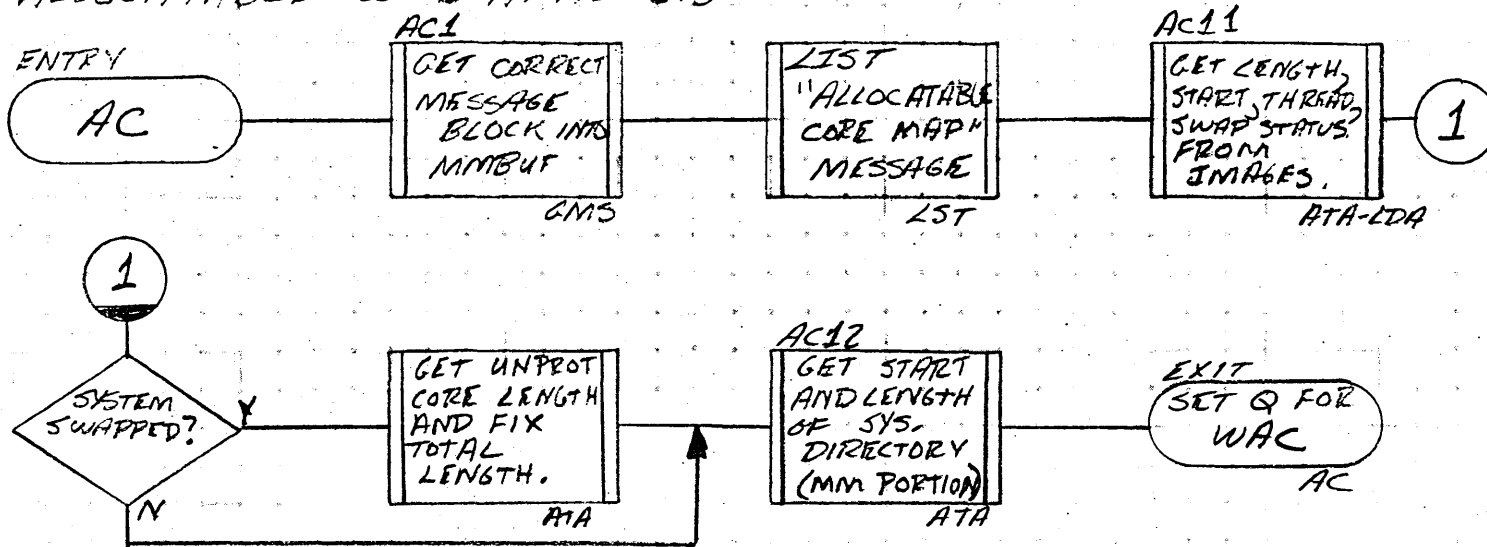 ENTRY
AC
AC1
GET CORRECT
MESSAGE
BLOCK INTO
MMBUF
GMS
LIST
"ALLOCATABLE
CORE MAP"
MESSAGE
LST
AC11
GET LENGTH,
START, THREAD,
SWAP STATUS
FROM
IMAGES.
ATA-LDA
1
1
SYSTEM
SWAPPED?
Y
N
GET UNPROT
CORE LENGTH
AND FIX
TOTAL
LENGTH.
ATA
AC12
GET START
AND LENGTH
OF SYS.
DIRECTORY
(MM PORTION)
ATA
EXIT
SET Q FOR
WAC
AC